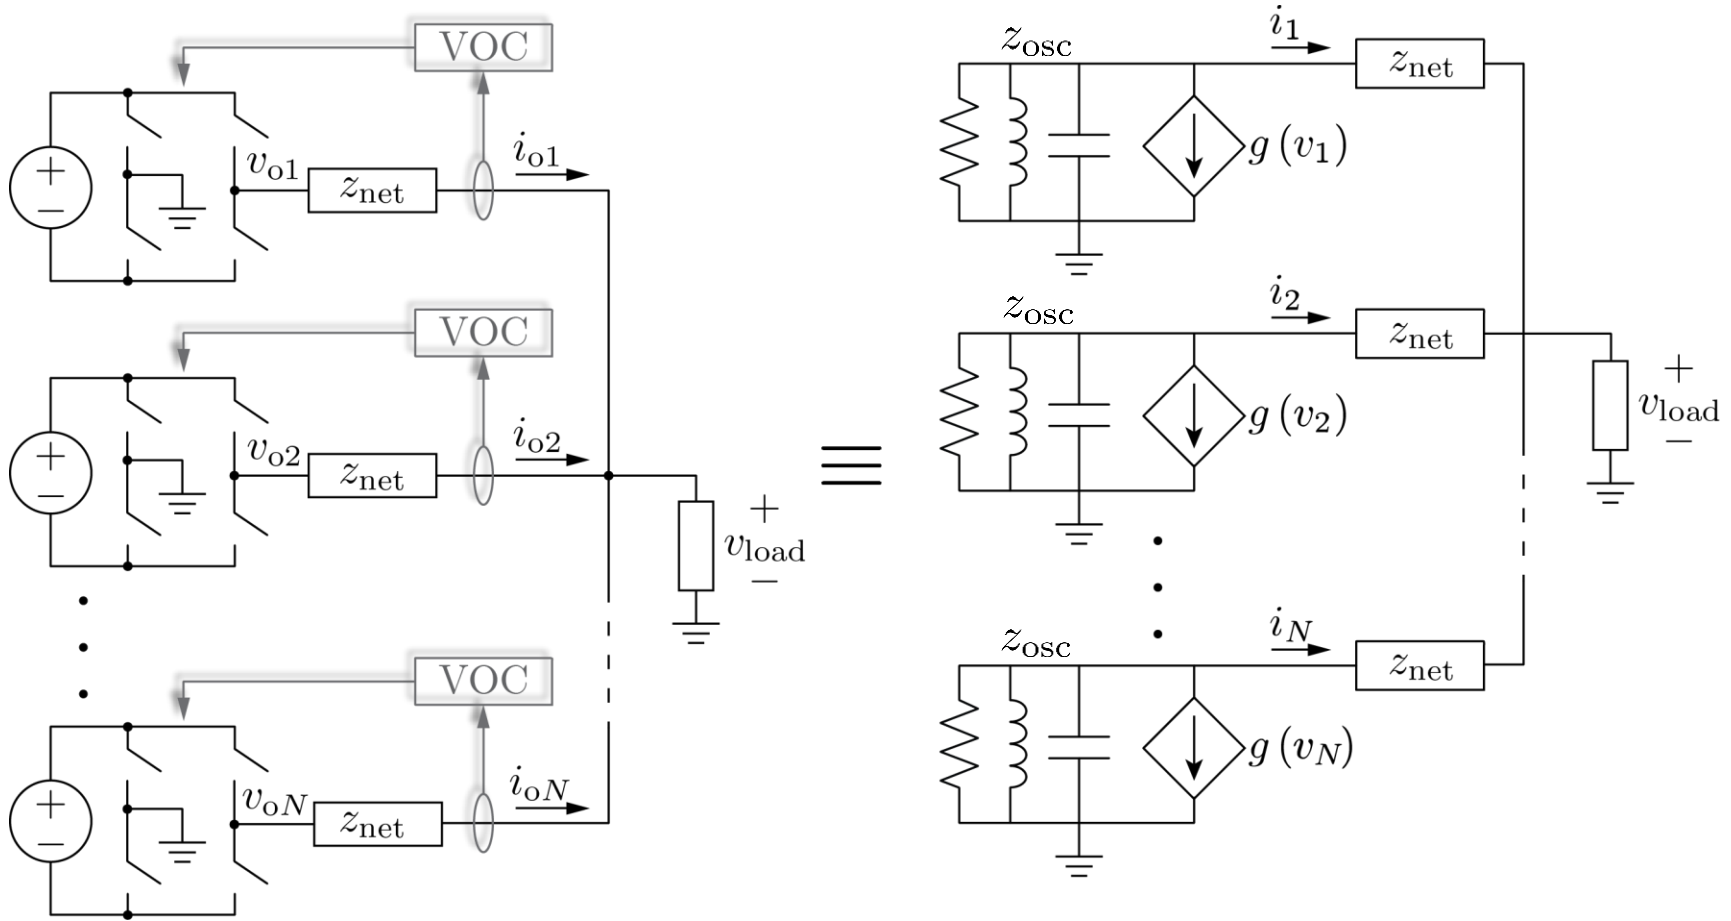 VOC
v_o1
z_net
i_o1
VOC
v_o2
z_net
i_o2
+
v_load
−
VOC
v_oN
z_net
i_oN
≡
z_osc
i_1
z_net
g (v_1)
z_osc
i_2
z_net
g (v_2)
+
v_load
−
z_osc
i_N
z_net
g (v_N)